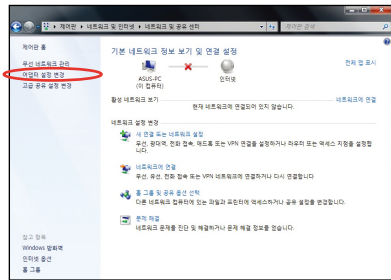 제어판 ▸ 네트워크 및 인터넷 ▸ 네트워크 및 공유 센터
제어판 검색
제어판 홈
무선 네트워크 관리
어댑터 설정 변경
고급 공유 설정 변경
기본 네트워크 정보 보기 및 연결 설정
전체 맵 표시
ASUS-PC
(이 컴퓨터)
인터넷
활성 네트워크 보기
네트워크에 연결
현재 네트워크에 연결되어 있지 않습니다.
네트워크 설정 변경
새 연결 또는 네트워크 설정
무선, 광대역, 전화 접속, 애드혹 또는 VPN 연결을 설정하거나 라우터 또는 액세스 지점을 설정합
니다.
네트워크에 연결
무선, 유선, 전화 접속 또는 VPN 네트워크에 연결하거나 다시 연결합니다.
홈 그룹 및 공유 옵션 선택
다른 네트워크 컴퓨터에 있는 파일과 프린터에 액세스하거나 공유 설정을 변경합니다.
문제 해결
네트워크 문제를 진단 및 해결하거나 문제 해결 정보를 얻습니다.
참고 항목
Windows 방화벽
인터넷 옵션
홈 그룹